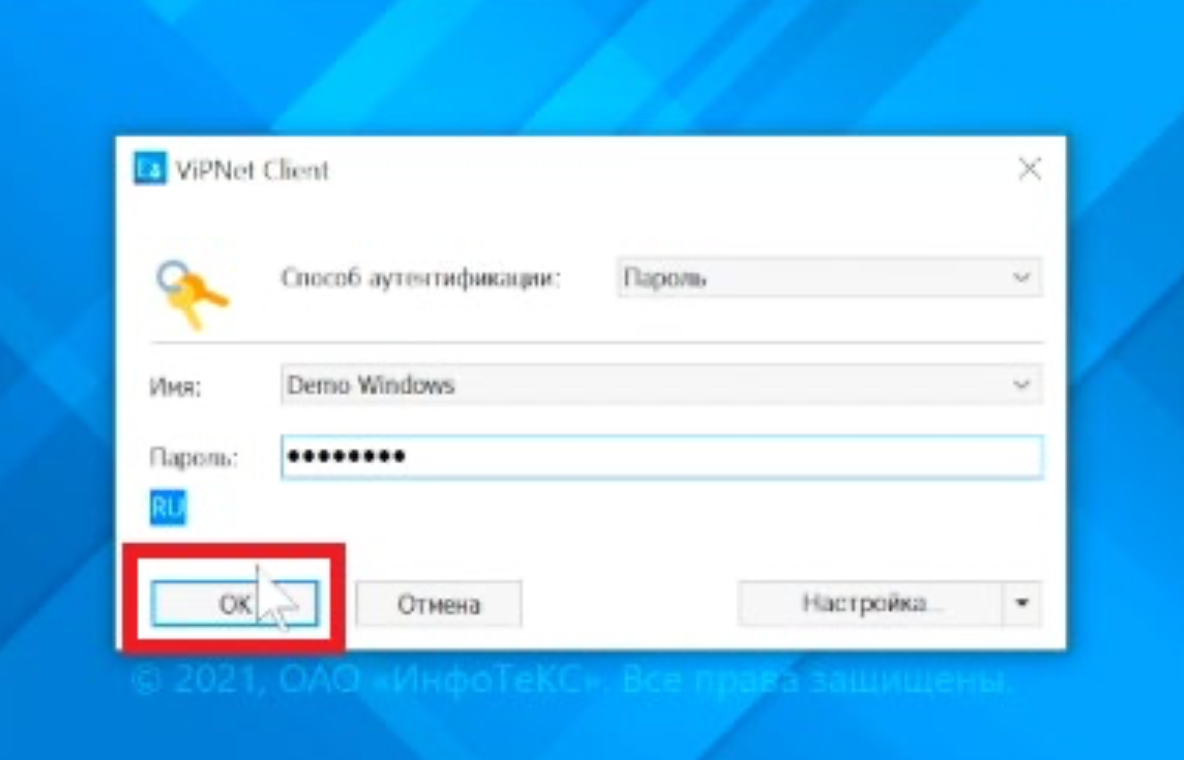 ViPNet Client
Способ аутентификации: Пароль
Имя: Demo Windows
Пароль: ••••••••
RU
OK Отмена Настройка...
© 2021, ОАО «ИнфоТеКС». Все права защищены.